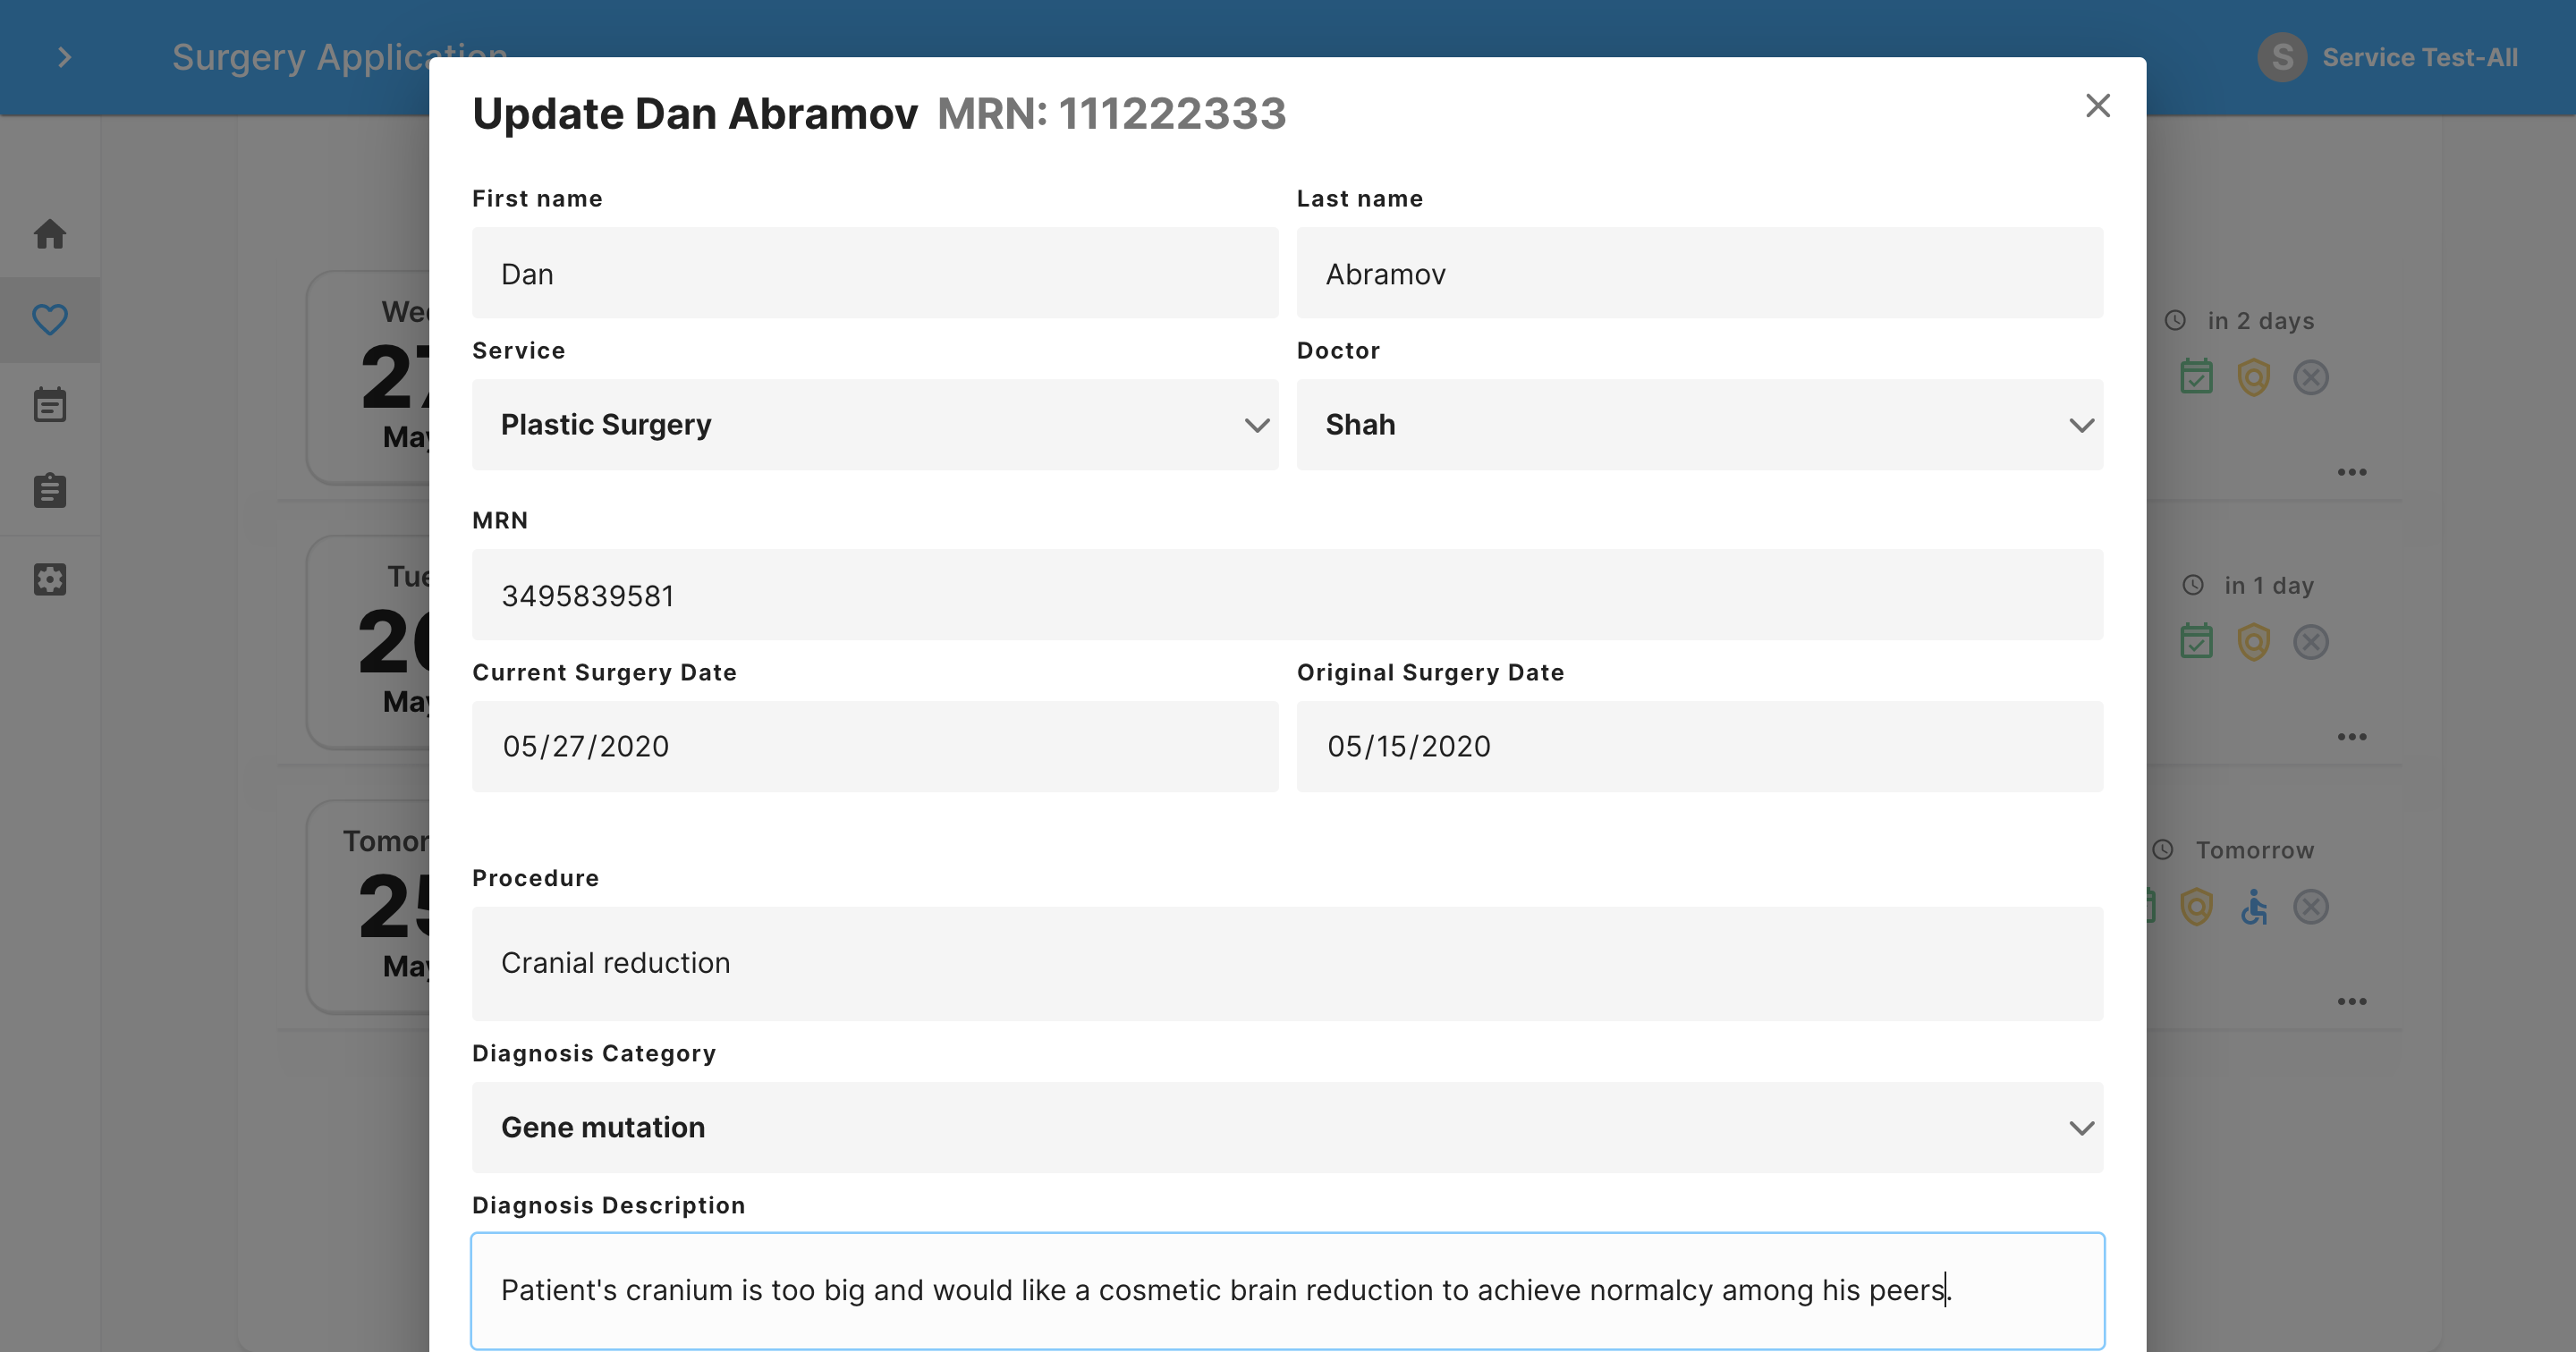 Surgery Application
S Service Test-All
Update Dan Abramov MRN: 111222333
First name Last name
Dan Abramov
Service Doctor
Plastic Surgery Shah
MRN
3495839581
Current Surgery Date Original Surgery Date
05/27/2020 05/15/2020
Procedure
Cranial reduction
Diagnosis Category
Gene mutation
Diagnosis Description
Patient's cranium is too big and would like a cosmetic brain reduction to achieve normalcy among his peers.
27
May
in 2 days
Tue
26
May
in 1 day
25
May
Tomorrow